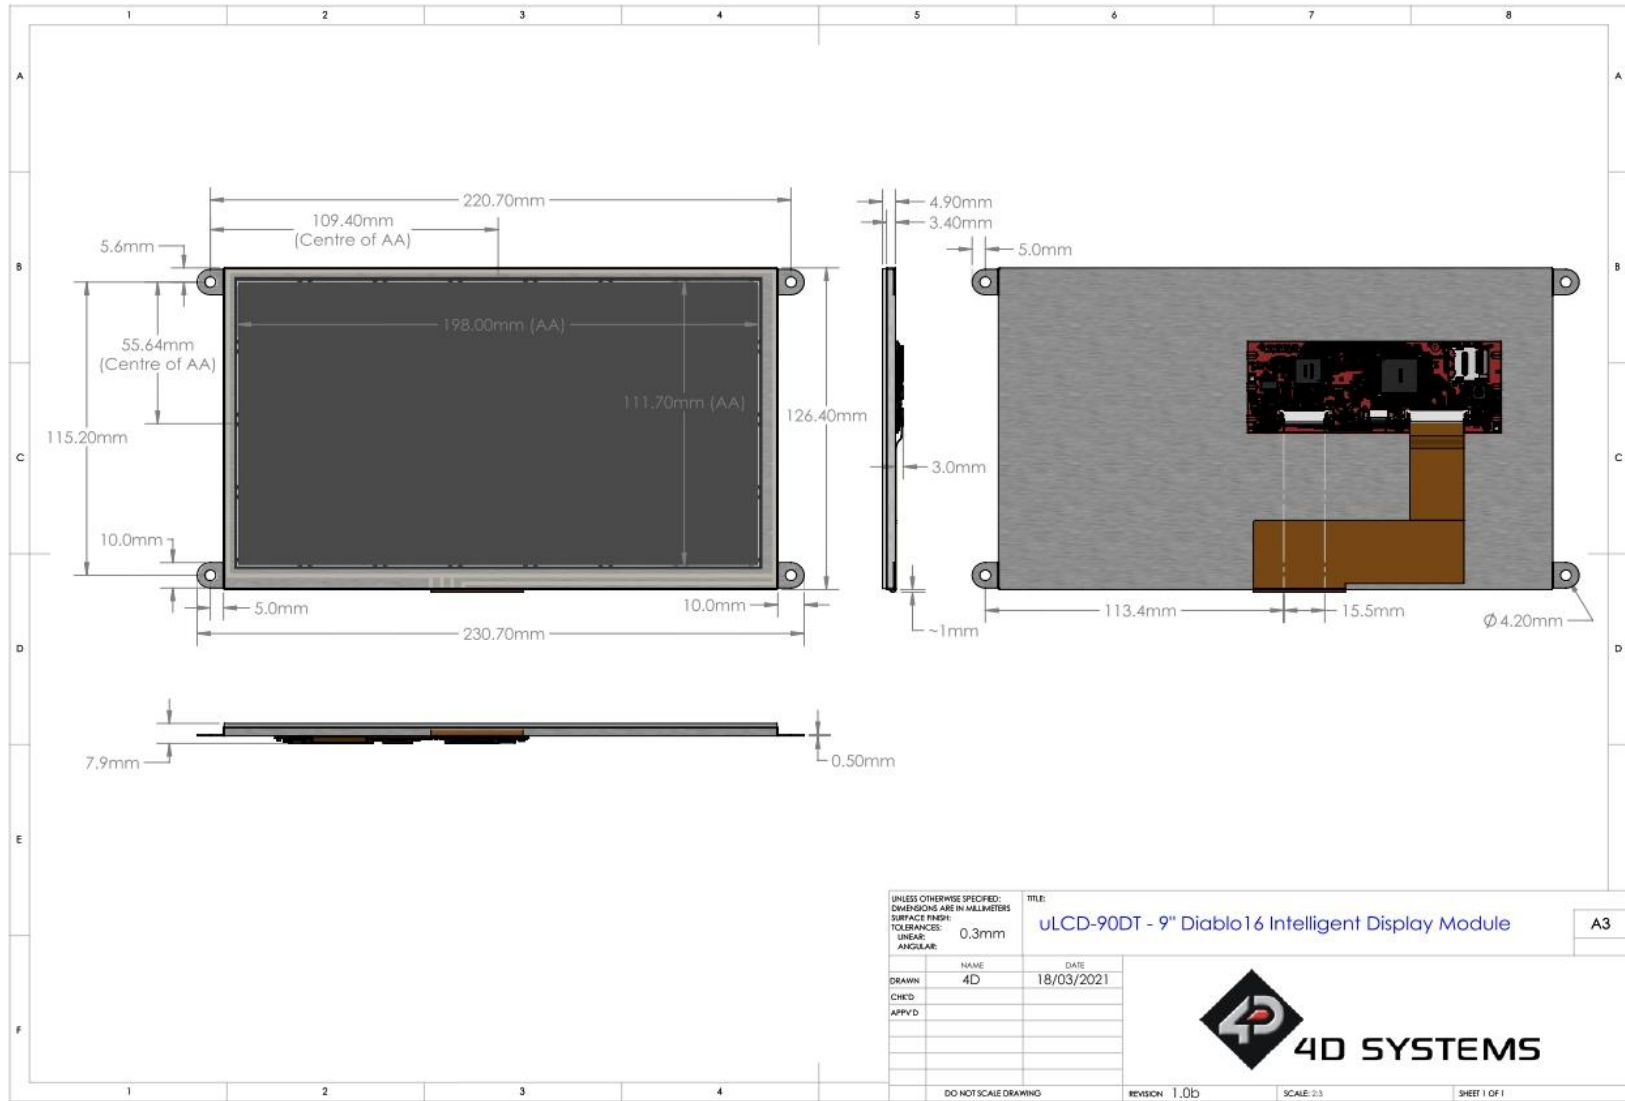 1 2 3 4 5 6 7 8
A A
220.70mm
109.40mm
(Centre of AA)
5.6mm
4.90mm
3.40mm
5.0mm
B B
198.00mm (AA)
55.64mm
(Centre of AA)
111.70mm (AA)
126.40mm
115.20mm
C C
3.0mm
10.0mm
5.0mm
10.0mm
230.70mm
~1mm
113.4mm
15.5mm
Ø 4.20mm
D D
7.9mm
0.50mm
E
F
UNLESS OTHERWISE SPECIFIED:
DIMENSIONS ARE IN MILLIMETERS
SURFACE FINISH:
TOLERANCES:
LINEAR: 0.3mm
ANGULAR:
TITLE:
uLCD-90DT - 9" Diablo16 Intelligent Display Module
A3
NAME DATE
DRAWN 4D 18/03/2021
CHK'D
APPV'D
4D SYSTEMS
DO NOT SCALE DRAWING
REVISION 1.0b
SCALE: 2:3
SHEET 1 OF 1
1 2 3 4